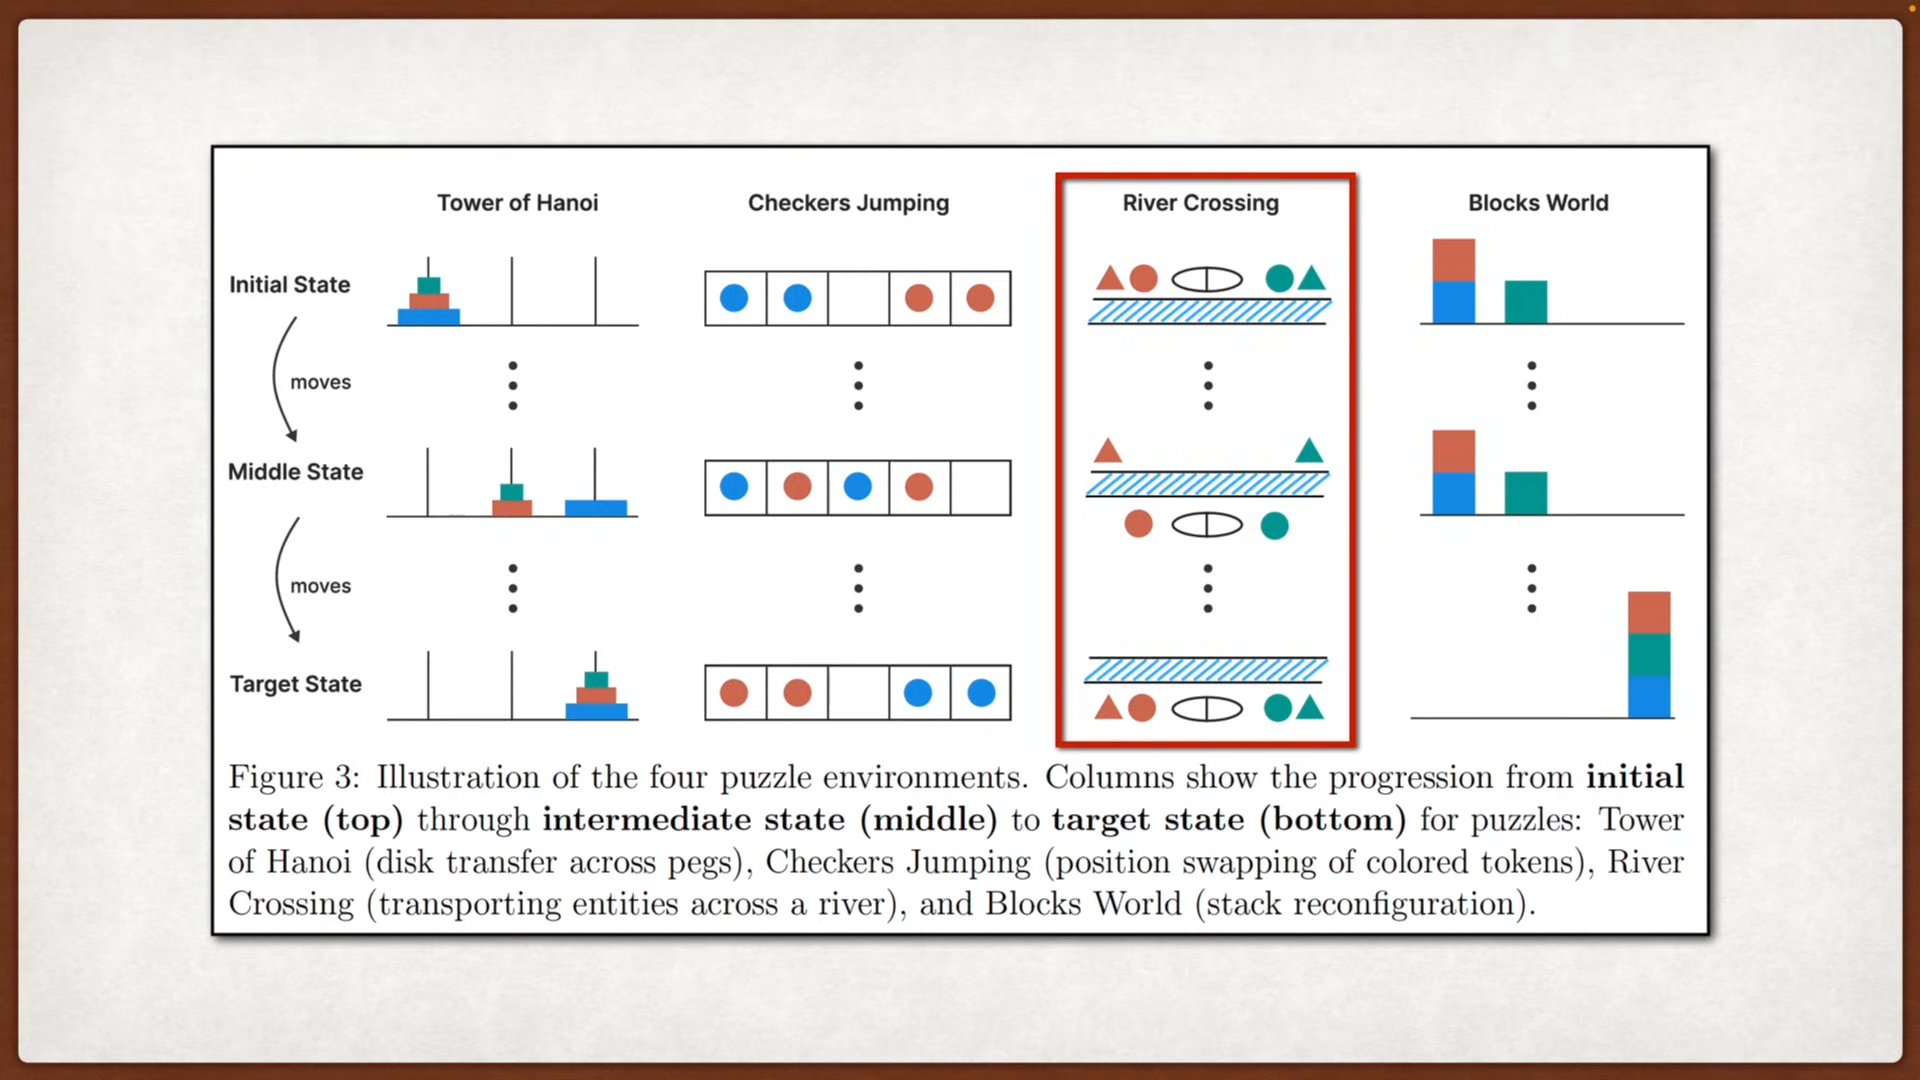 Tower of Hanoi
Checkers Jumping
River Crossing
Blocks World
Initial State
moves
Middle State
moves
Target State
Figure 3: Illustration of the four puzzle environments. Columns show the progression from initial
state (top) through intermediate state (middle) to target state (bottom) for puzzles: Tower
of Hanoi (disk transfer across pegs), Checkers Jumping (position swapping of colored tokens), River
Crossing (transporting entities across a river), and Blocks World (stack reconfiguration).